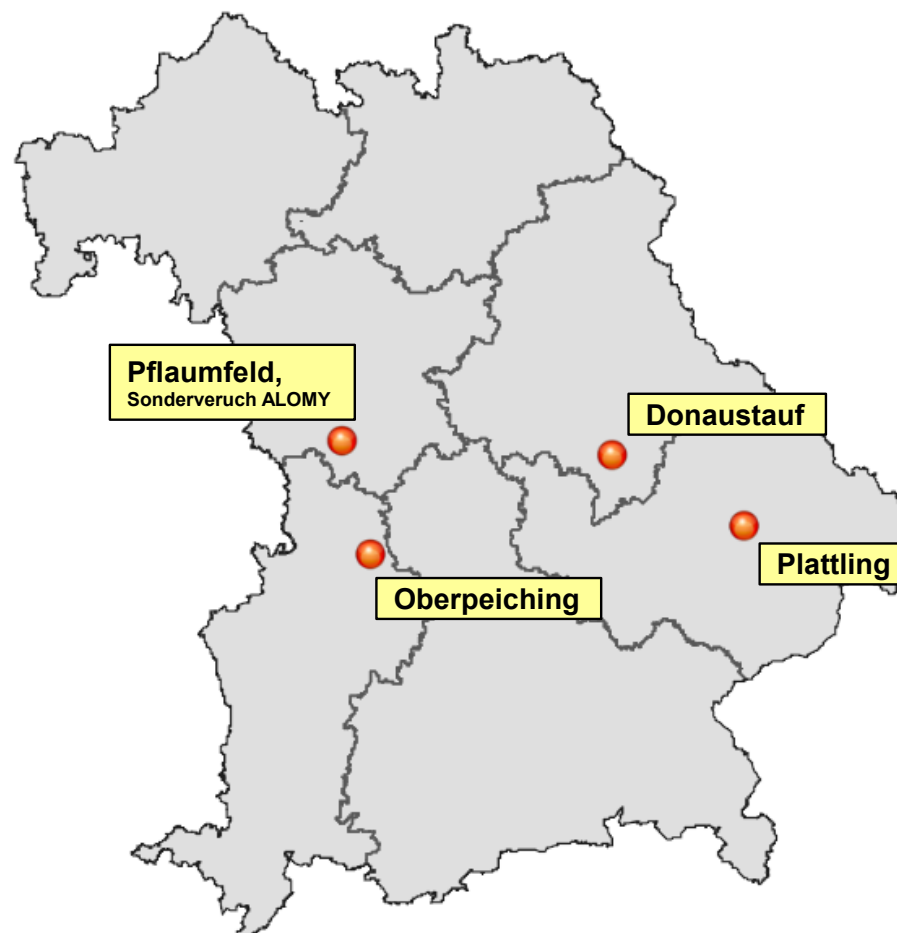 Pflaumfeld,
Sonderveruch ALOMY
Donaustauf
Plattling
Oberpeiching